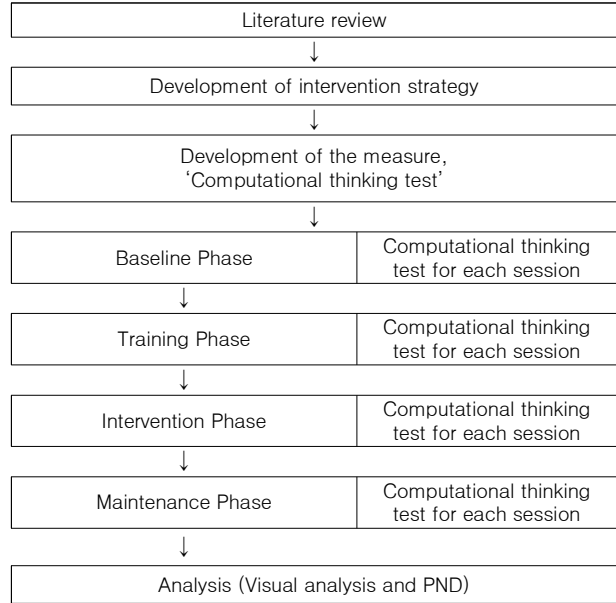 Literature review
↓
Development of intervention strategy
↓
Development of the measure,
‘Computational thinking test’
↓
Baseline Phase
Computational thinking
test for each session
↓
Training Phase
Computational thinking
test for each session
↓
Intervention Phase
Computational thinking
test for each session
↓
Maintenance Phase
Computational thinking
test for each session
↓
Analysis (Visual analysis and PND)